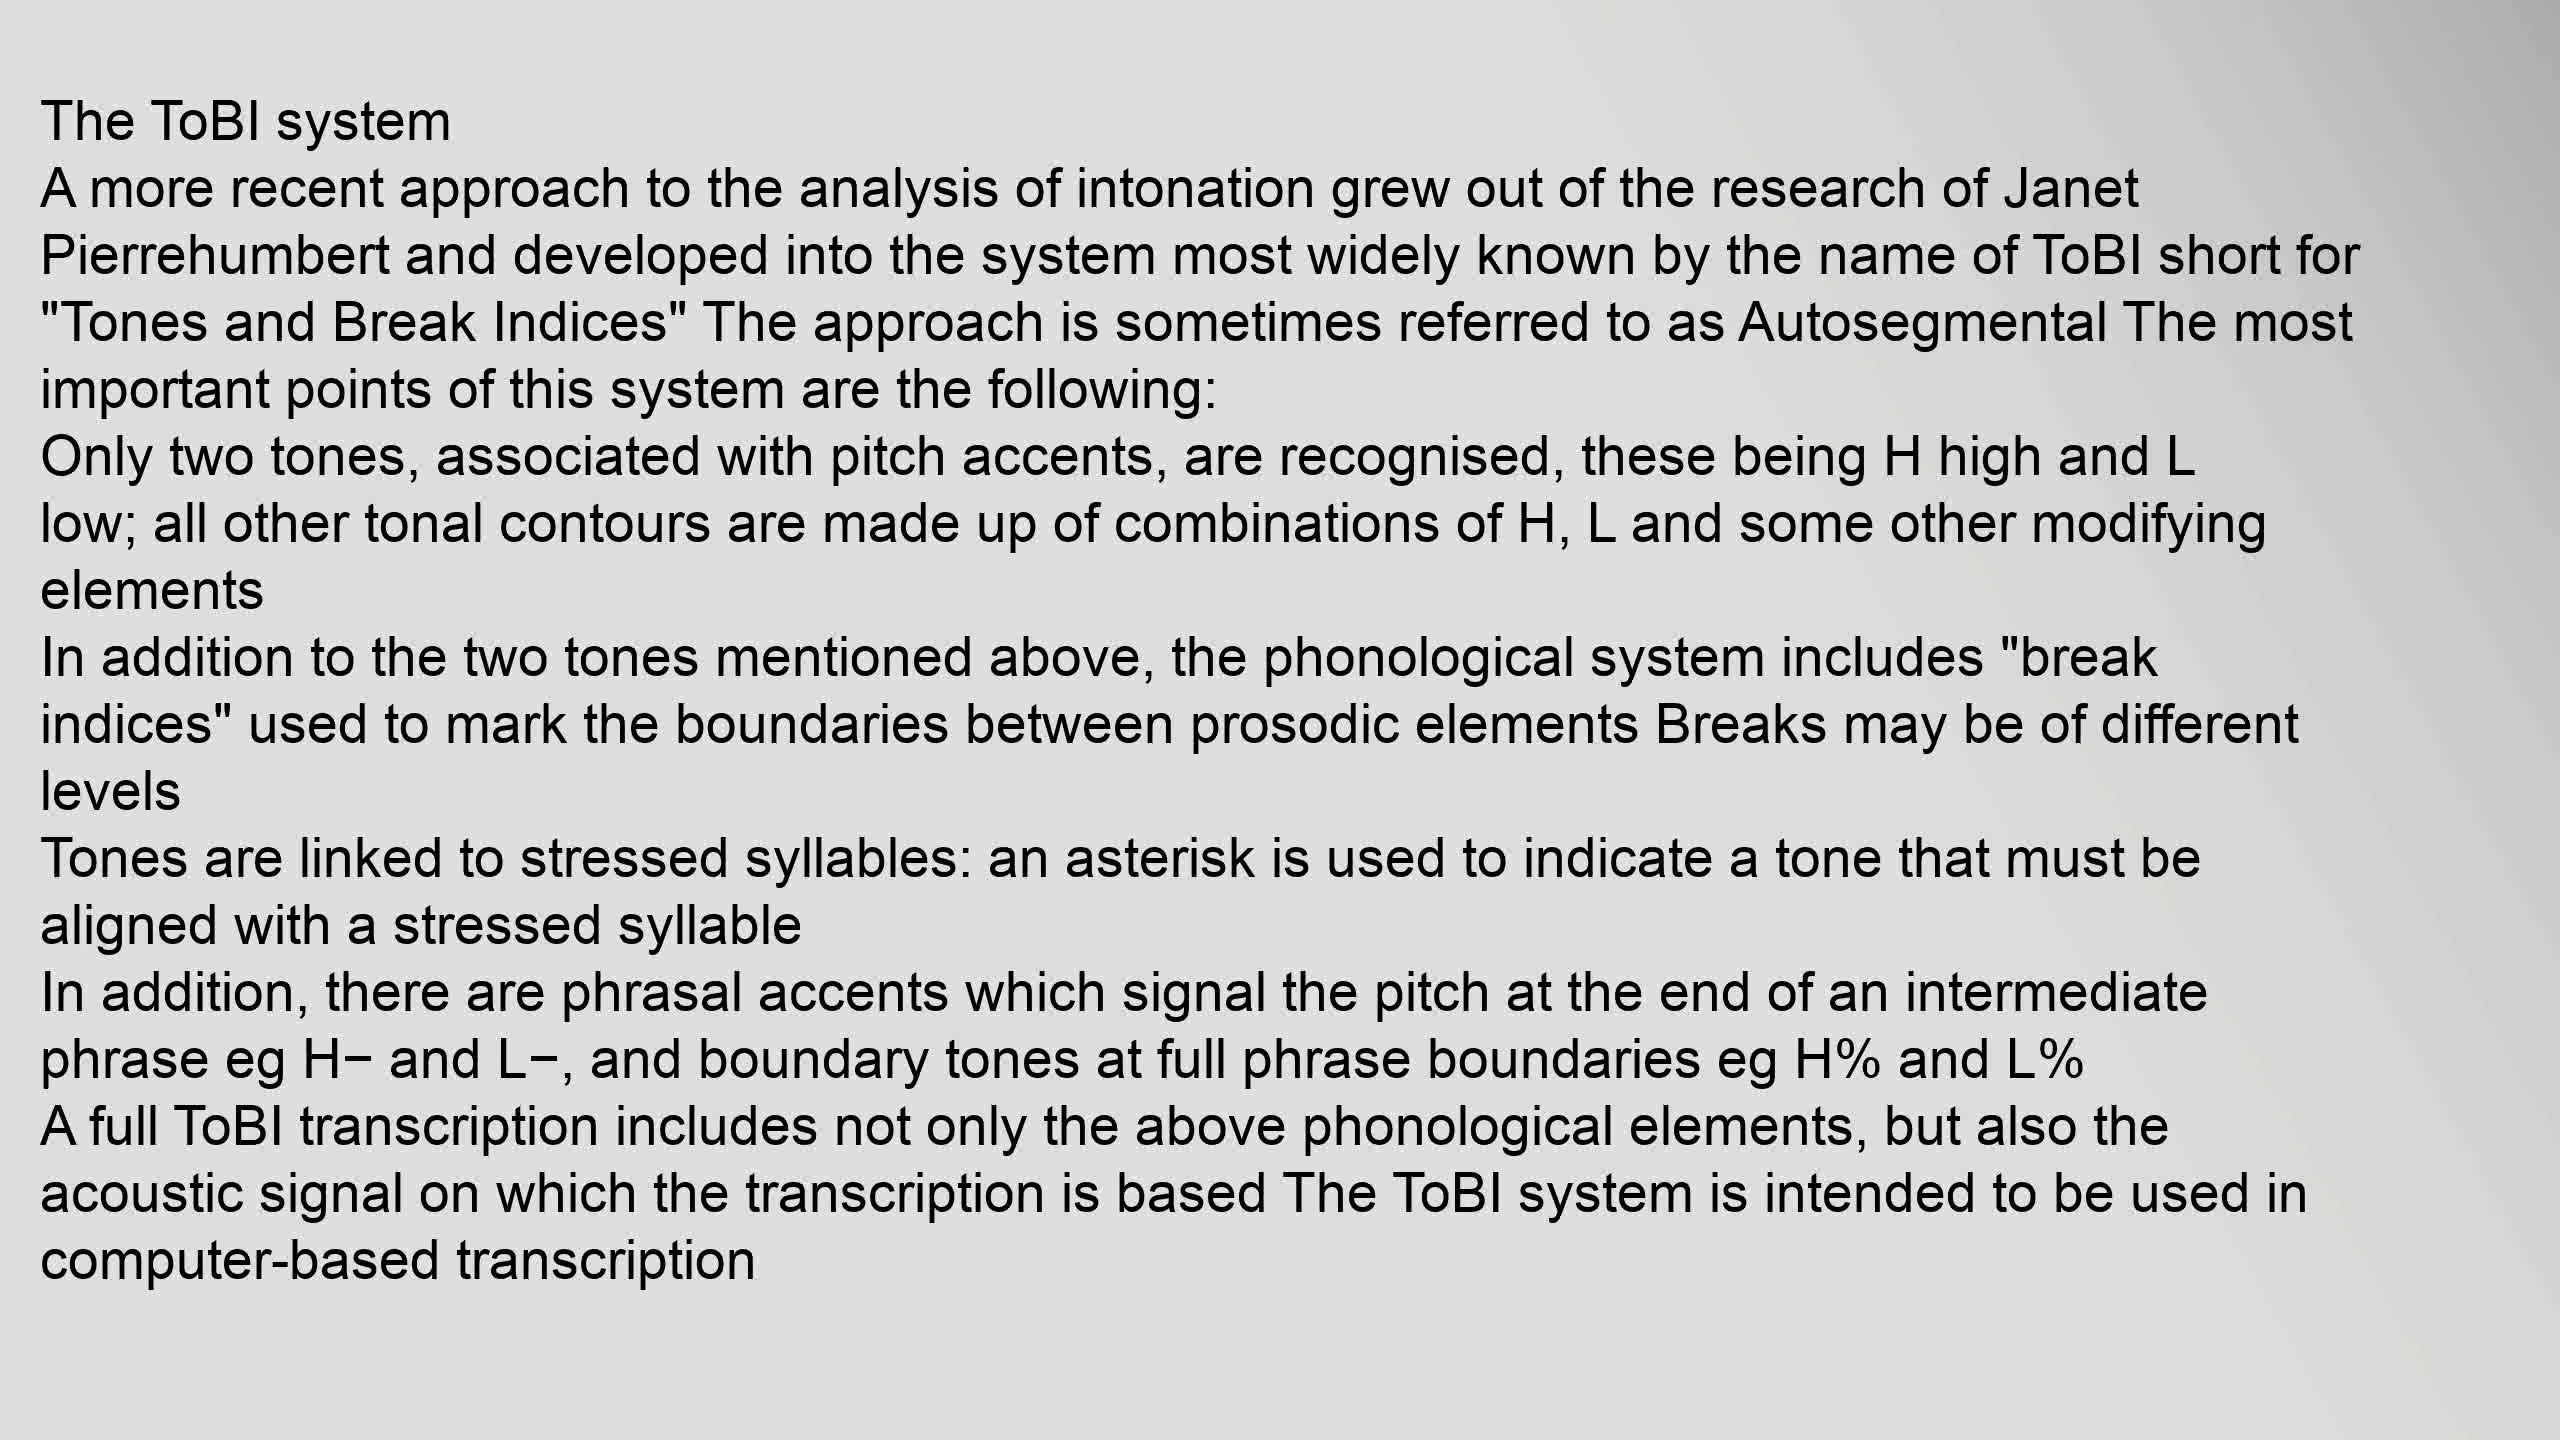 The ToBI system
A more recent approach to the analysis of intonation grew out of the research of Janet
Pierrehumbert and developed into the system most widely known by the name of ToBI short for
"Tones and Break Indices" The approach is sometimes referred to as Autosegmental The most
important points of this system are the following:
Only two tones, associated with pitch accents, are recognised, these being H high and L
low; all other tonal contours are made up of combinations of H, L and some other modifying
elements
In addition to the two tones mentioned above, the phonological system includes "break
indices" used to mark the boundaries between prosodic elements Breaks may be of different
levels
Tones are linked to stressed syllables: an asterisk is used to indicate a tone that must be
aligned with a stressed syllable
In addition, there are phrasal accents which signal the pitch at the end of an intermediate
phrase eg H− and L−, and boundary tones at full phrase boundaries eg H% and L%
A full ToBI transcription includes not only the above phonological elements, but also the
acoustic signal on which the transcription is based The ToBI system is intended to be used in
computer-based transcription